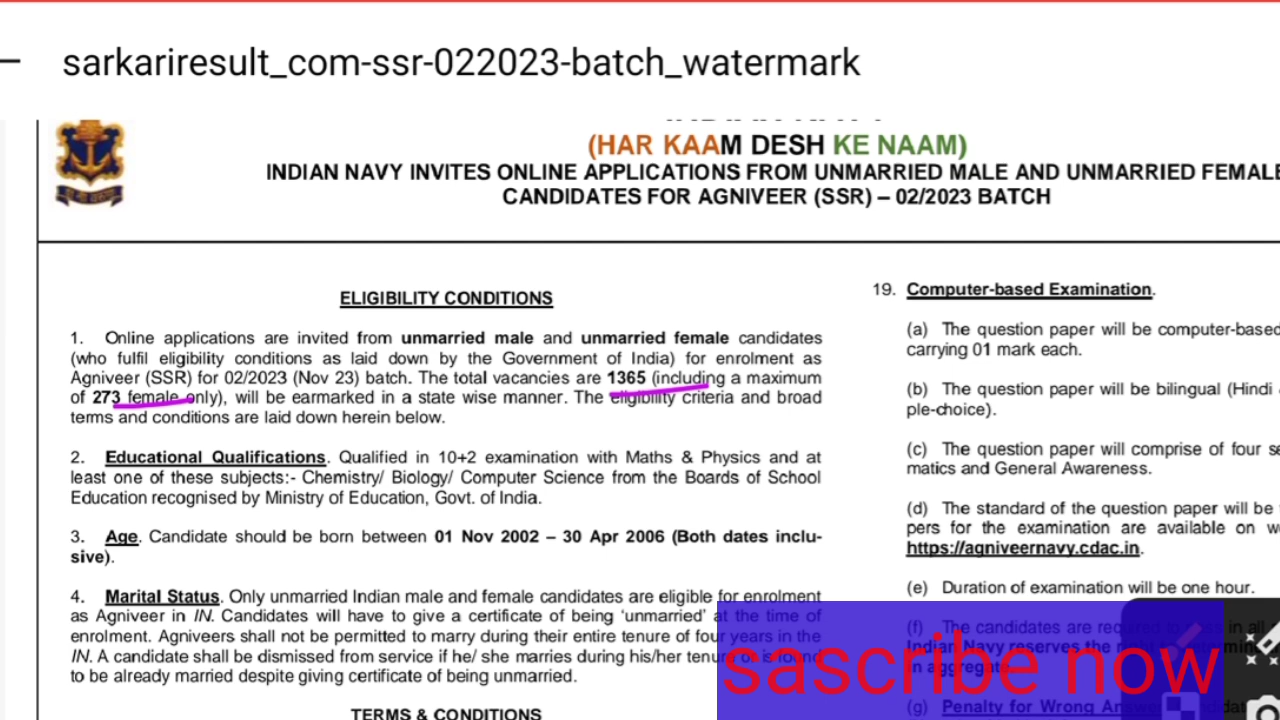 sarkariresult_com-ssr-022023-batch_watermark
(HAR KAAM DESH KE NAAM)
INDIAN NAVY INVITES ONLINE APPLICATIONS FROM UNMARRIED MALE AND UNMARRIED FEMALE
CANDIDATES FOR AGNIVEER (SSR) – 02/2023 BATCH
ELIGIBILITY CONDITIONS
1. Online applications are invited from unmarried male and unmarried female candidates
(who fulfil eligibility conditions as laid down by the Government of India) for enrolment as
Agniveer (SSR) for 02/2023 (Nov 23) batch. The total vacancies are 1365 (including a maximum
of 273 female only), will be earmarked in a state wise manner. The eligibility criteria and broad
terms and conditions are laid down herein below.
2. Educational Qualifications. Qualified in 10+2 examination with Maths & Physics and at
least one of these subjects:- Chemistry/ Biology/ Computer Science from the Boards of School
Education recognised by Ministry of Education, Govt. of India.
3. Age. Candidate should be born between 01 Nov 2002 – 30 Apr 2006 (Both dates inclu-
sive).
4. Marital Status. Only unmarried Indian male and female candidates are eligible for enrolment
as Agniveer in IN. Candidates will have to give a certificate of being ‘unmarried’ at the time of
enrolment. Agniveers shall not be permitted to marry during their entire tenure of four years in the
IN. A candidate shall be dismissed from service if he/ she marries during his/her tenure or is found
to be already married despite giving certificate of being unmarried.
TERMS & CONDITIONS
19. Computer-based Examination.
(a) The question paper will be computer-based
carrying 01 mark each.
(b) The question paper will be bilingual (Hindi
ple-choice).
(c) The question paper will comprise of four
matics and General Awareness.
(d) The standard of the question paper will be
pers for the examination are available on
https://agniveernavy.cdac.in.
(e) Duration of examination will be one hour.
(f) The candidates are in all
Indian Navy reserves the
in aggregate.
(g) Penalty for Wrong
sascribe now